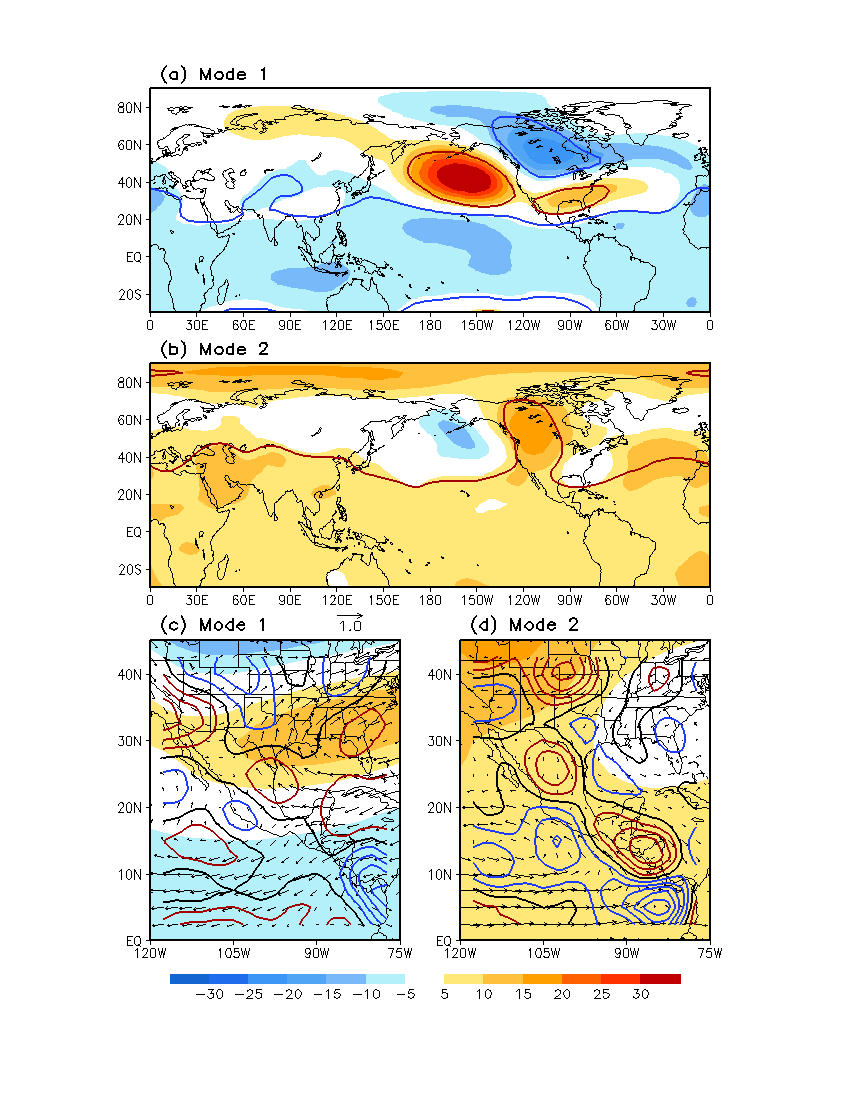 (a) Mode 1
80N
60N
40N
20N
EQ
20S
0 30E 60E 90E 120E 150E 180 150W 120W 90W 60W 30W 0
(b) Mode 2
80N
60N
40N
20N
EQ
20S
0 30E 60E 90E 120E 150E 180 150W 120W 90W 60W 30W 0
(c) Mode 1 1.0 (d) Mode 2
40N 40N
30N 30N
20N 20N
10N 10N
EQ EQ
120W 105W 90W 75W 120W 105W 90W 75W
−30 −25 −20 −15 −10 −5 5 10 15 20 25 30